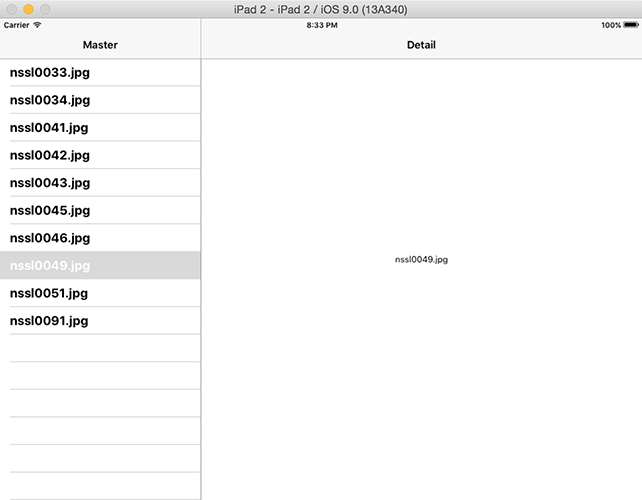 iPad 2 - iPad 2 / iOS 9.0 (13A340)
Carrier 8:33 PM 100%
Master Detail
nssl0033.jpg
nssl0034.jpg
nssl0041.jpg
nssl0042.jpg
nssl0043.jpg
nssl0045.jpg
nssl0046.jpg
nssl0049.jpg
nssl0049.jpg
nssl0051.jpg
nssl0091.jpg